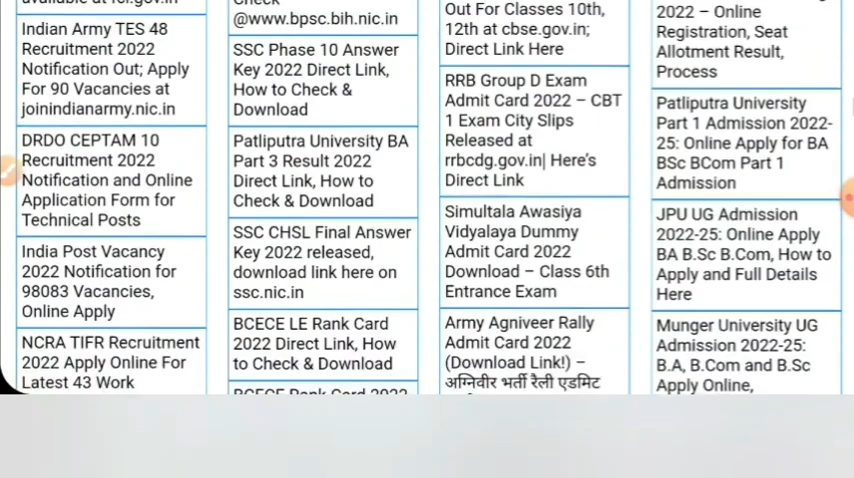 available at fci.gov.in
Indian Army TES 48
Recruitment 2022
Notification Out; Apply
For 90 Vacancies at
joinindianarmy.nic.in
DRDO CEPTAM 10
Recruitment 2022
Notification and Online
Application Form for
Technical Posts
India Post Vacancy
2022 Notification for
98083 Vacancies,
Online Apply
NCRA TIFR Recruitment
2022 Apply Online For
Latest 43 Work
Check
@www.bpsc.bih.nic.in
SSC Phase 10 Answer
Key 2022 Direct Link,
How to Check &
Download
Patliputra University BA
Part 3 Result 2022
Direct Link, How to
Check & Download
SSC CHSL Final Answer
Key 2022 released,
download link here on
ssc.nic.in
BCECE LE Rank Card
2022 Direct Link, How
to Check & Download
BCECE Rank Card 2022
Out For Classes 10th,
12th at cbse.gov.in;
Direct Link Here
RRB Group D Exam
Admit Card 2022 – CBT
1 Exam City Slips
Released at
rrbcdg.gov.in| Here's
Direct Link
Simultala Awasiya
Vidyalaya Dummy
Admit Card 2022
Download – Class 6th
Entrance Exam
Army Agniveer Rally
Admit Card 2022
(Download Link!) –
अग्निवीर भर्ती रैली एडमिट
2022 – Online
Registration, Seat
Allotment Result,
Process
Patliputra University
Part 1 Admission 2022-
25: Online Apply for BA
BSc BCom Part 1
Admission
JPU UG Admission
2022-25: Online Apply
BA B.Sc B.Com, How to
Apply and Full Details
Here
Munger University UG
Admission 2022-25:
B.A, B.Com and B.Sc
Apply Online,